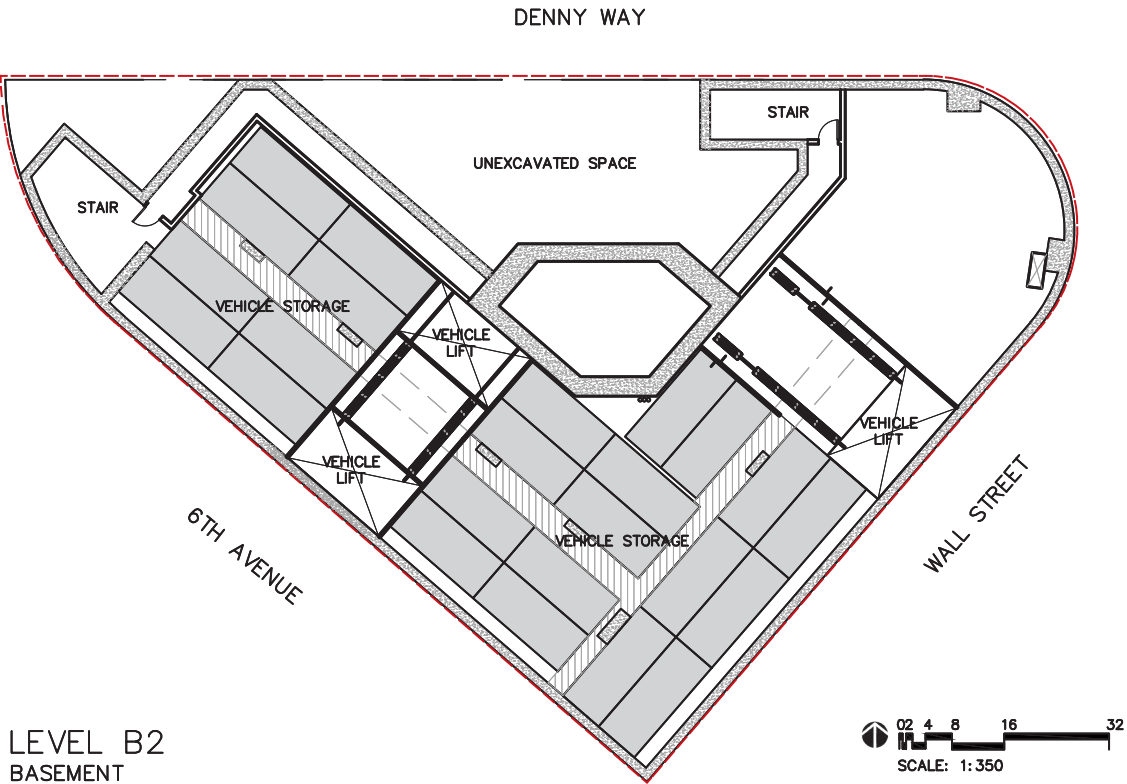 DENNY WAY
STAIR
UNEXCAVATED SPACE
STAIR
VEHICLE STORAGE
VEHICLE
LIFT
VEHICLE
LIFT
VEHICLE
LIFT
6TH AVENUE
VEHICLE STORAGE
WALL STREET
LEVEL B2
BASEMENT
02 4 8 16 32
SCALE: 1:350